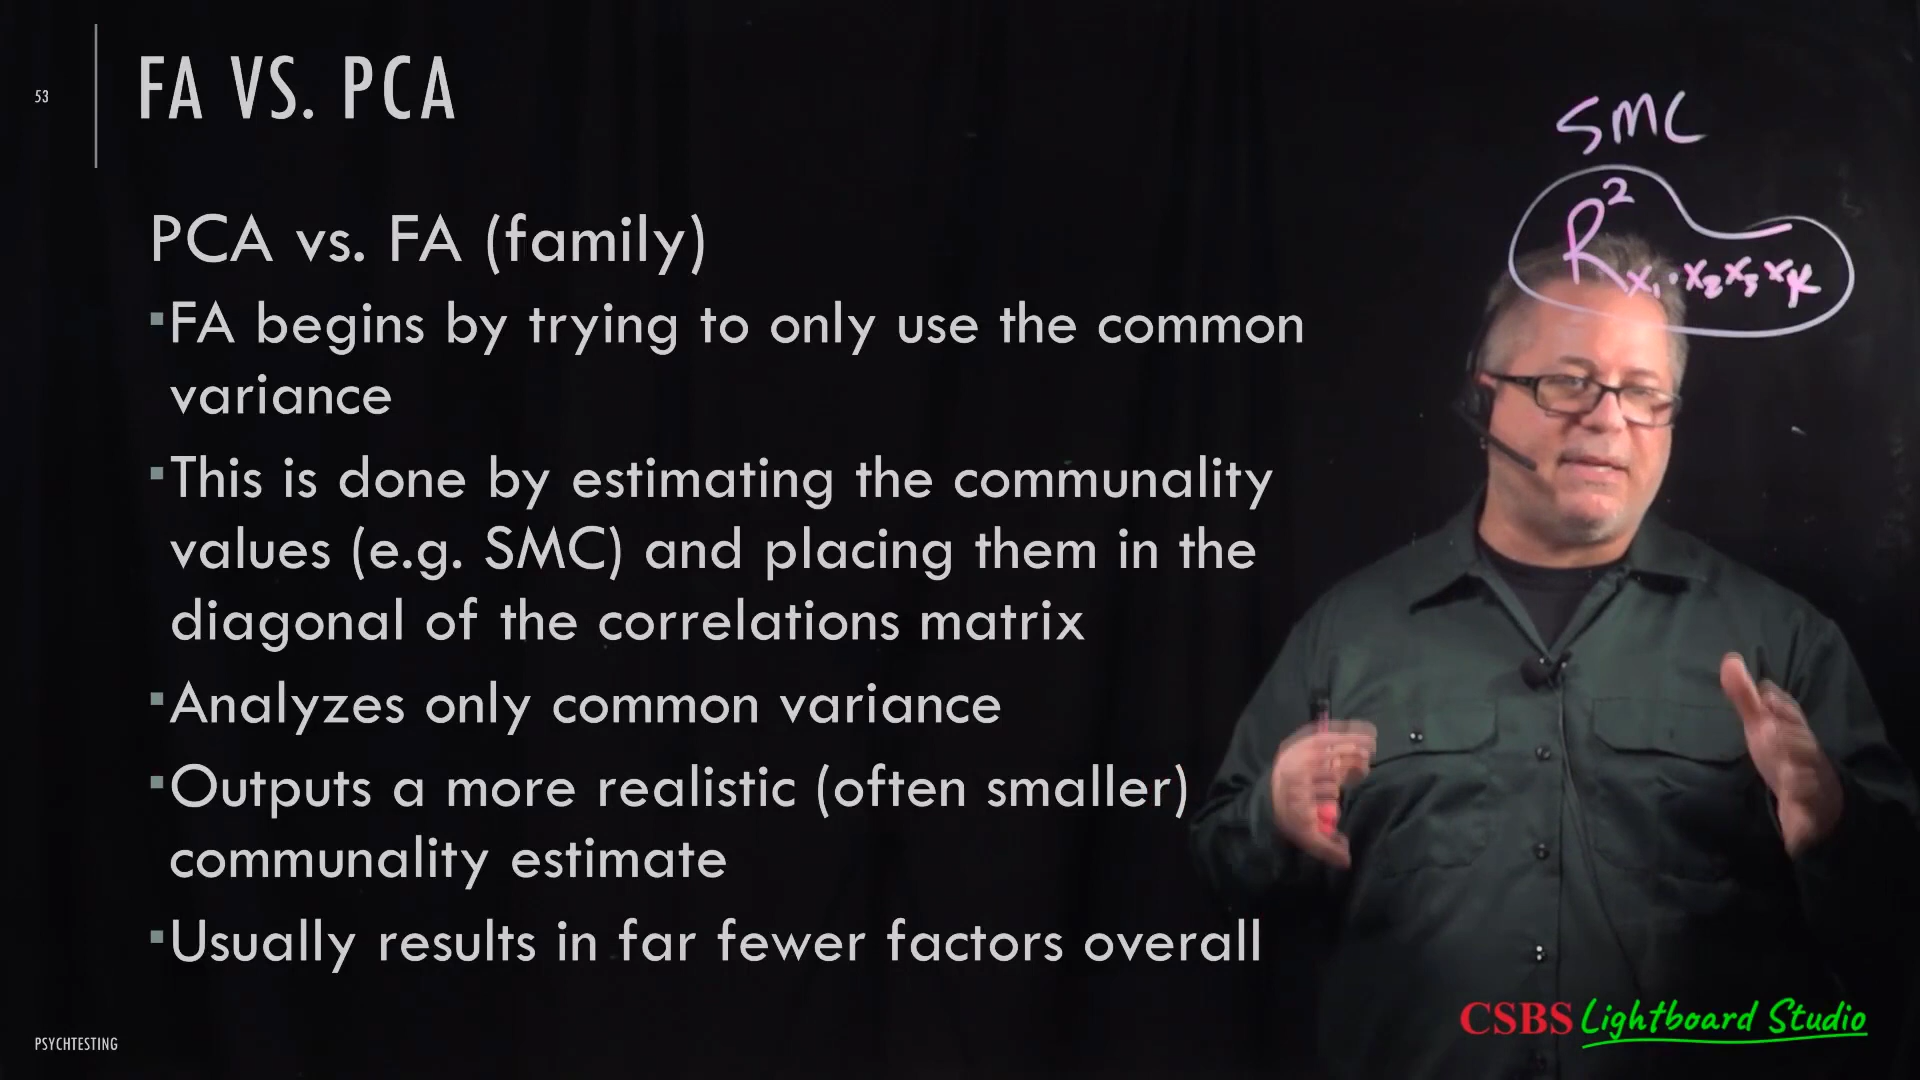 53
FA VS. PCA
PCA vs. FA (family)
▪FA begins by trying to only use the common
variance
▪This is done by estimating the communality
values (e.g. SMC) and placing them in the
diagonal of the correlations matrix
▪Analyzes only common variance
▪Outputs a more realistic (often smaller)
communality estimate
▪Usually results in far fewer factors overall
PSYCHTESTING
SMC
R² x₁·x₂x₃x₄
CSBS Lightboard Studio